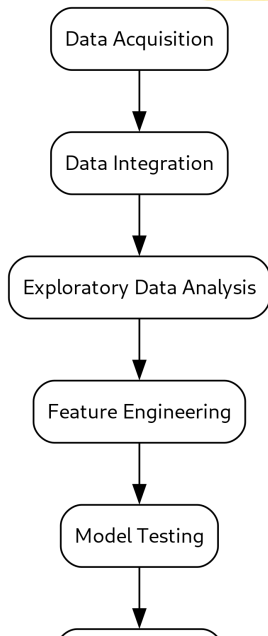 Data Acquisition
Data Integration
Exploratory Data Analysis
Feature Engineering
Model Testing